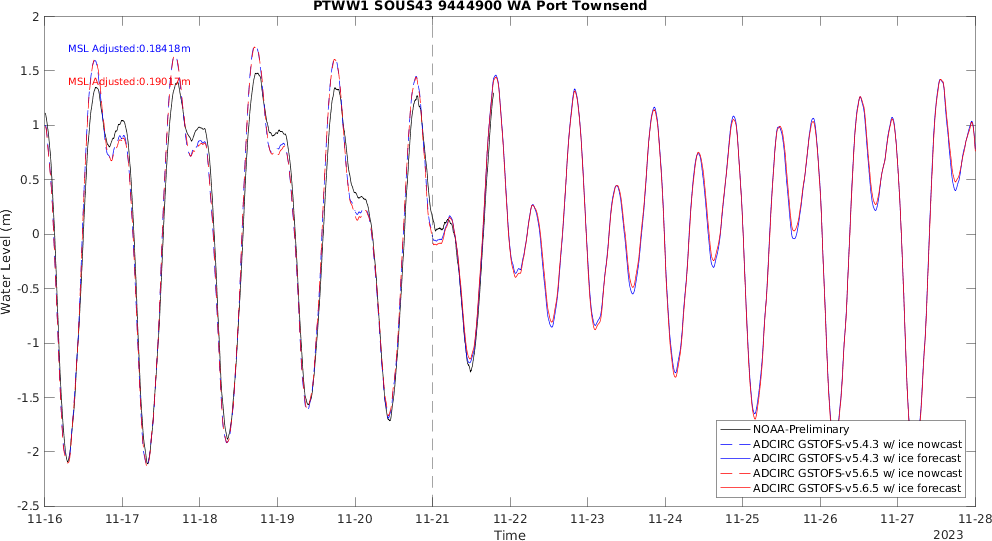 PTWW1 SOUS43 9444900 WA Port Townsend
MSL Adjusted:0.18418m
MSL Adjusted:0.19017m
Water Level (m)
2
1.5
1
0.5
0
-0.5
-1
-1.5
-2
-2.5
NOAA-Preliminary
ADCIRC GSTOFS-v5.4.3 w/ ice nowcast
ADCIRC GSTOFS-v5.4.3 w/ ice forecast
ADCIRC GSTOFS-v5.6.5 w/ ice nowcast
ADCIRC GSTOFS-v5.6.5 w/ ice forecast
11-16 11-17 11-18 11-19 11-20 11-21 11-22 11-23 11-24 11-25 11-26 11-27 11-28
Time
2023